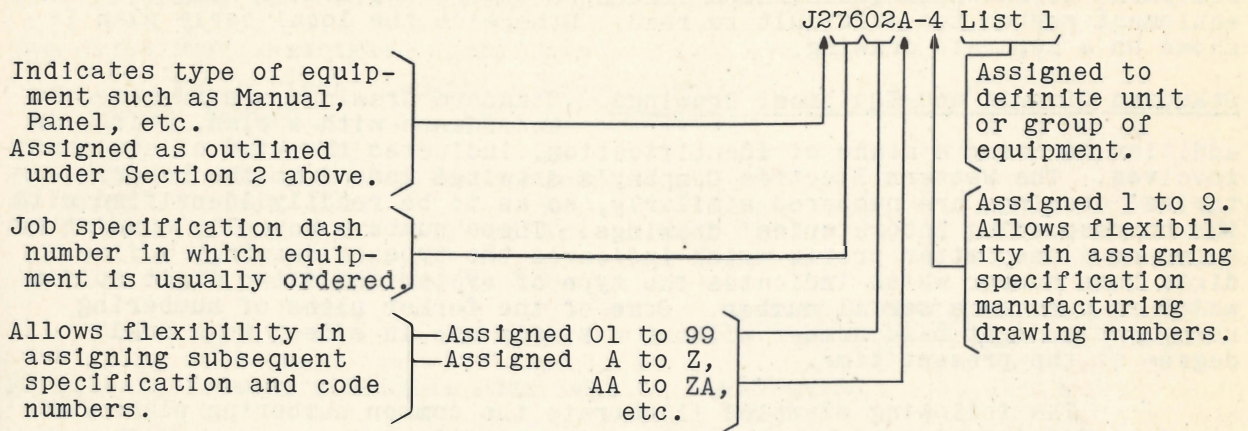 J27602A-4 List 1
Indicates type of equip-
ment such as Manual,
Panel, etc.
Assigned as outlined
under Section 2 above.
Job specification dash
number in which equip-
ment is usually ordered.
Allows flexibility in
assigning subsequent
specification and code
numbers.
Assigned 01 to 99
Assigned A to Z,
AA to ZA,
etc.
Assigned to
definite unit
or group of
equipment.
Assigned 1 to 9.
Allows flexibil-
ity in assigning
specification
manufacturing
drawing numbers.